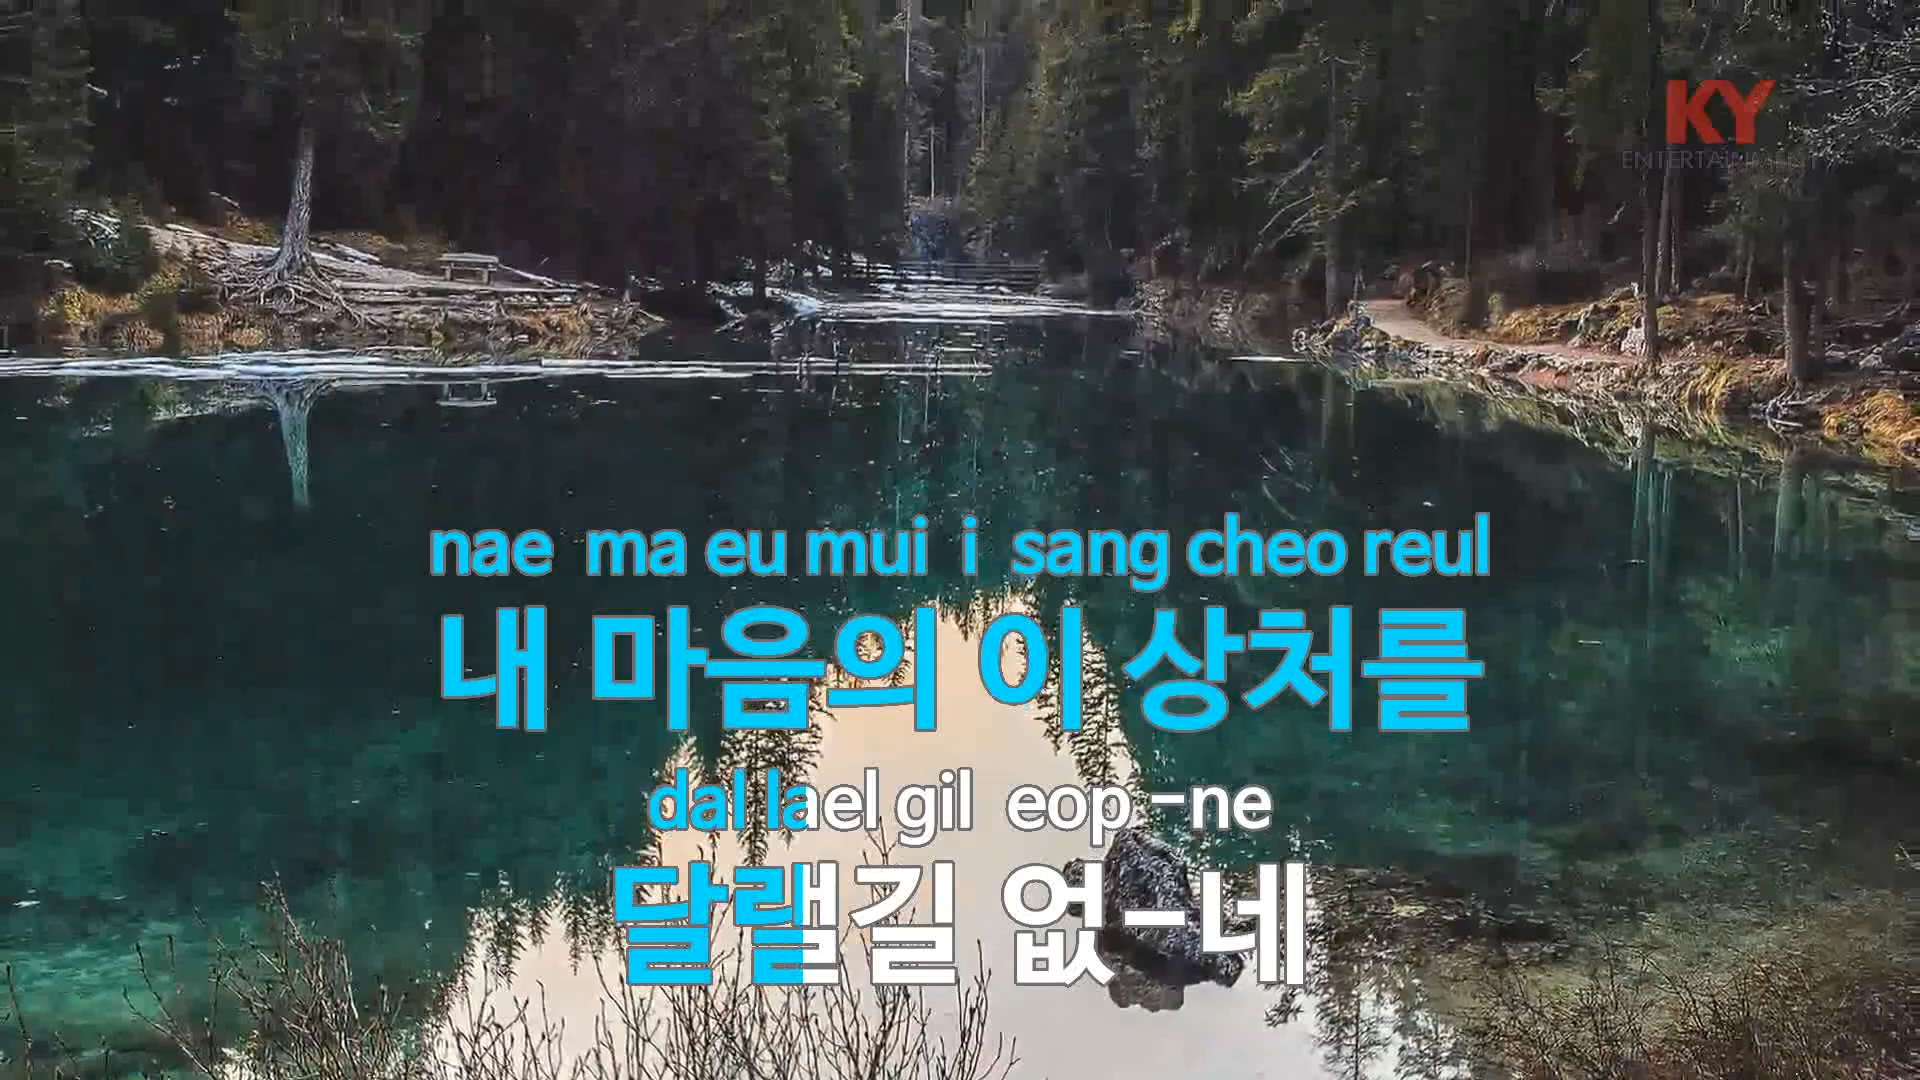 KY
ENTERTAINMENT
nae ma eu mui i sang cheo reul
내 마음의 이 상처를
dal lael gil eop -ne
달랠길 없-네